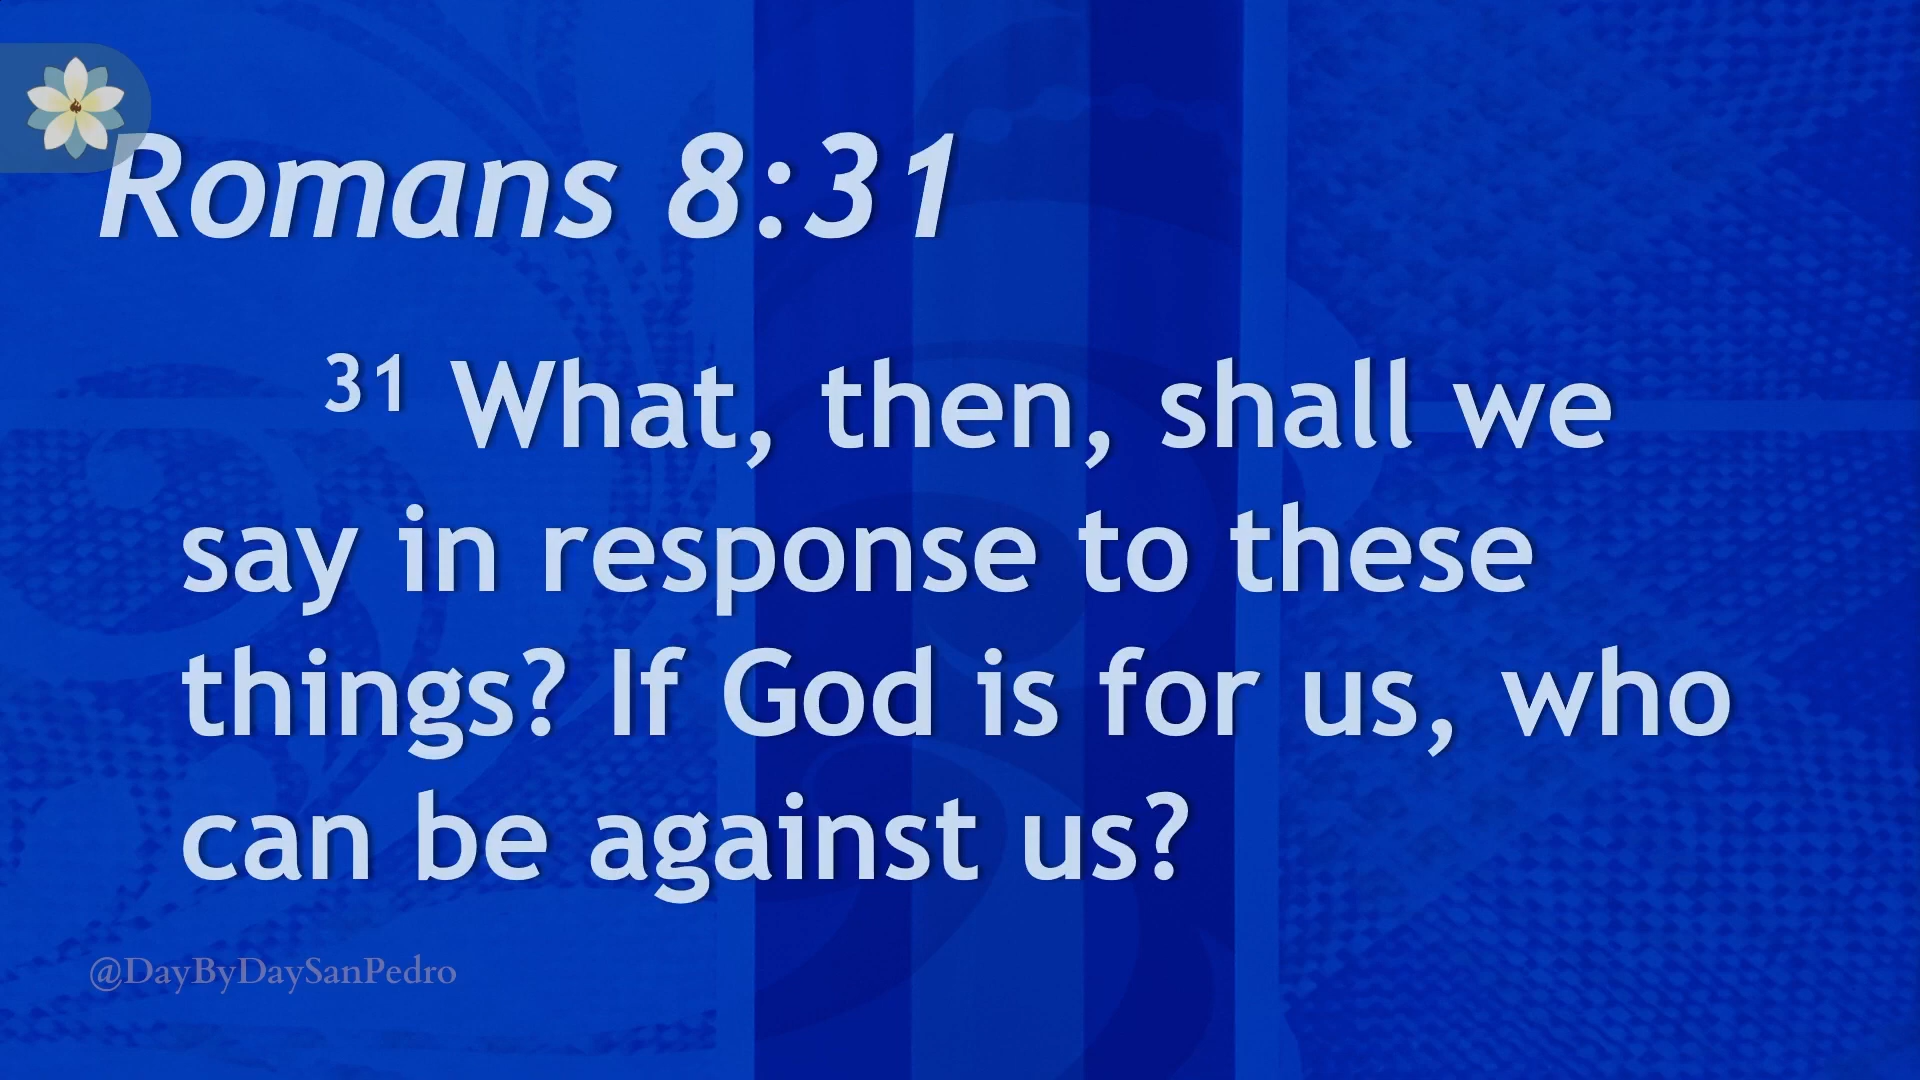 Romans 8:31
31 What, then, shall we
say in response to these
things? If God is for us, who
can be against us?
@DayByDaySanPedro